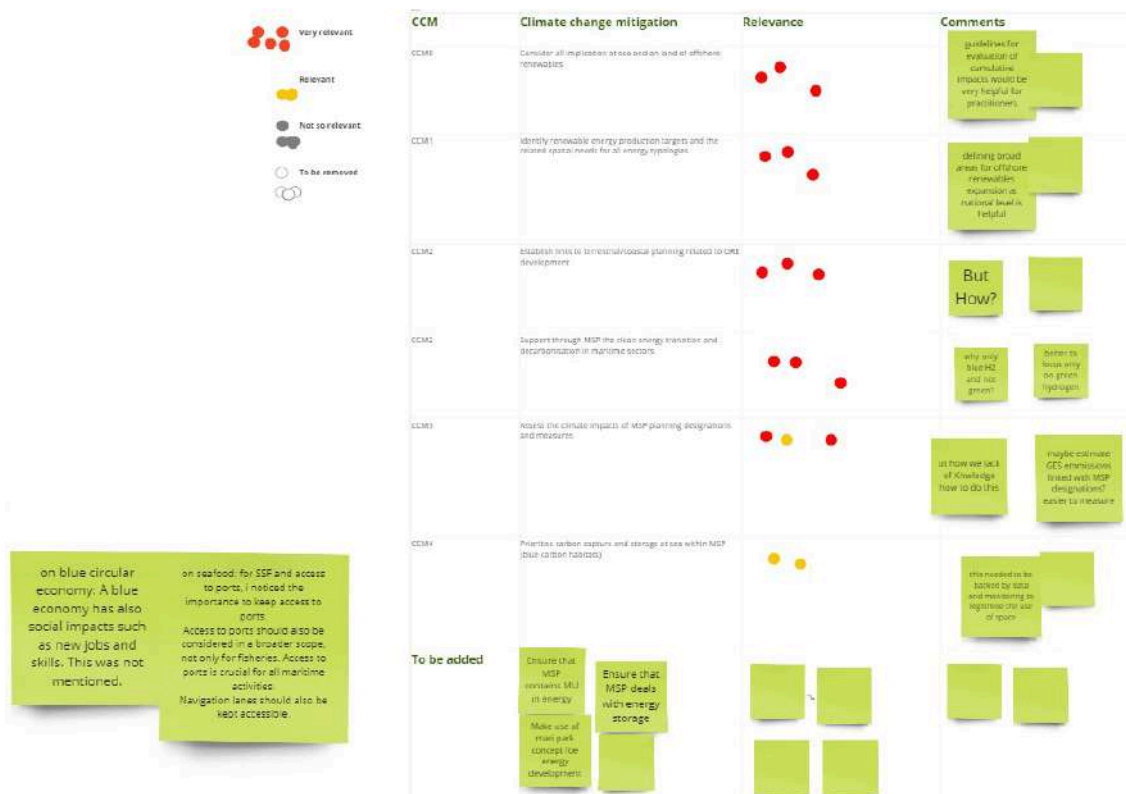 Very relevant
Relevant
Not so relevant
To be removed
CCM Climate change mitigation Relevance Comments
CCM0 Consider all implication at sea and on land of offshore
renewables
guidelines for
evaluation of
cumulative
impacts would be
very helpful for
practitioners
CCM1 Identify renewable energy production targets and the
related spatial needs for all energy typologies
defining broad
areas for offshore
renewables
expansion at
national level is
helpful
CCM2 Establish links to terrestrial/coastal planning related to ORE
development
But
How?
CCM2 Support through MSP the clean energy transition and
decarbonisation in maritime sectors
why only
blue H2
and not
green?
better to
focus only
on green
hydrogen
CCM3 Assess the climate impacts of MSP planning designations
and measures
how we lack
of Knowledge
how to do this
maybe estimate
GES emmissions
linked with MSP
designations?
easier to measure
CCM4 Prioritise carbon capture and storage at sea within MSP
(blue carbon habitats)
this needed to be
backed by data
and monitoring to
legitimise the use
of space
on blue circular
economy: A blue
economy has also
social impacts such
as new jobs and
skills. This was not
mentioned.
on seafood: for SSF and access
to ports, i noticed the
importance to keep access to
ports.
Access to ports should also be
considered in a broader scope,
not only for fisheries. Access to
ports is crucial for all maritime
activities.
Navigation lanes should also be
kept accessible.
To be added
Ensure that
MSP
contains MU
in energy
Ensure that
MSP deals
with energy
storage
Make use of
mari park
concept foe
energy
development